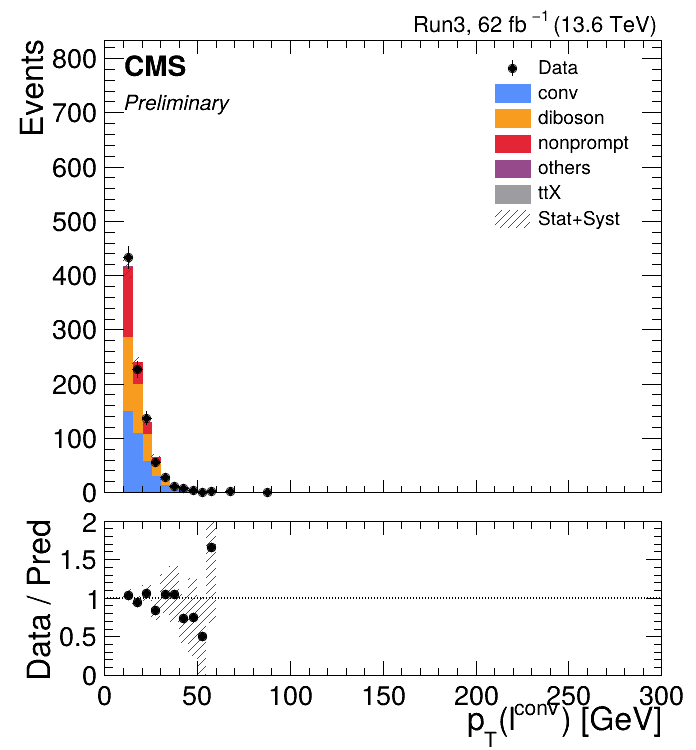 Run3, 62 fb⁻¹ (13.6 TeV)
CMS
Preliminary
Data
conv
diboson
nonprompt
others
ttX
Stat+Syst
Events
800
700
600
500
400
300
200
100
0
Data / Pred
2
1.5
1
0.5
0
0 50 100 150 200 250 300
p_T(l^conv) [GeV]